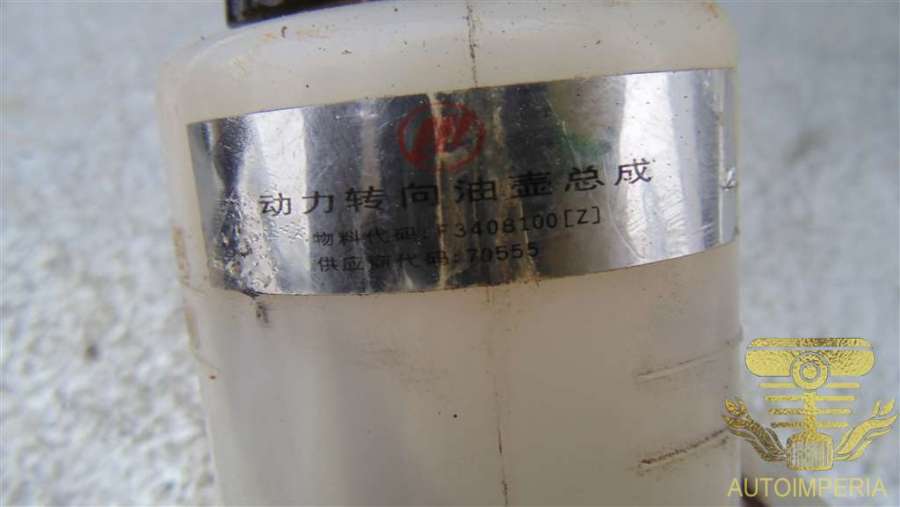 动力转向油壶总成
物料代码:F3408100[Z]
供应商代码:70555
AUTOIMPERIA